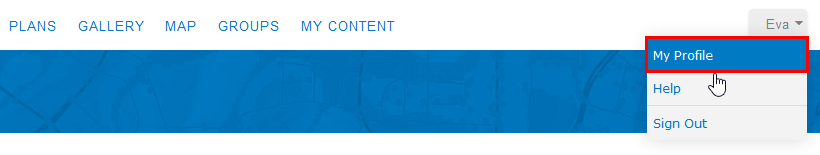 PLANS GALLERY MAP GROUPS MY CONTENT Eva
My Profile
Help
Sign Out